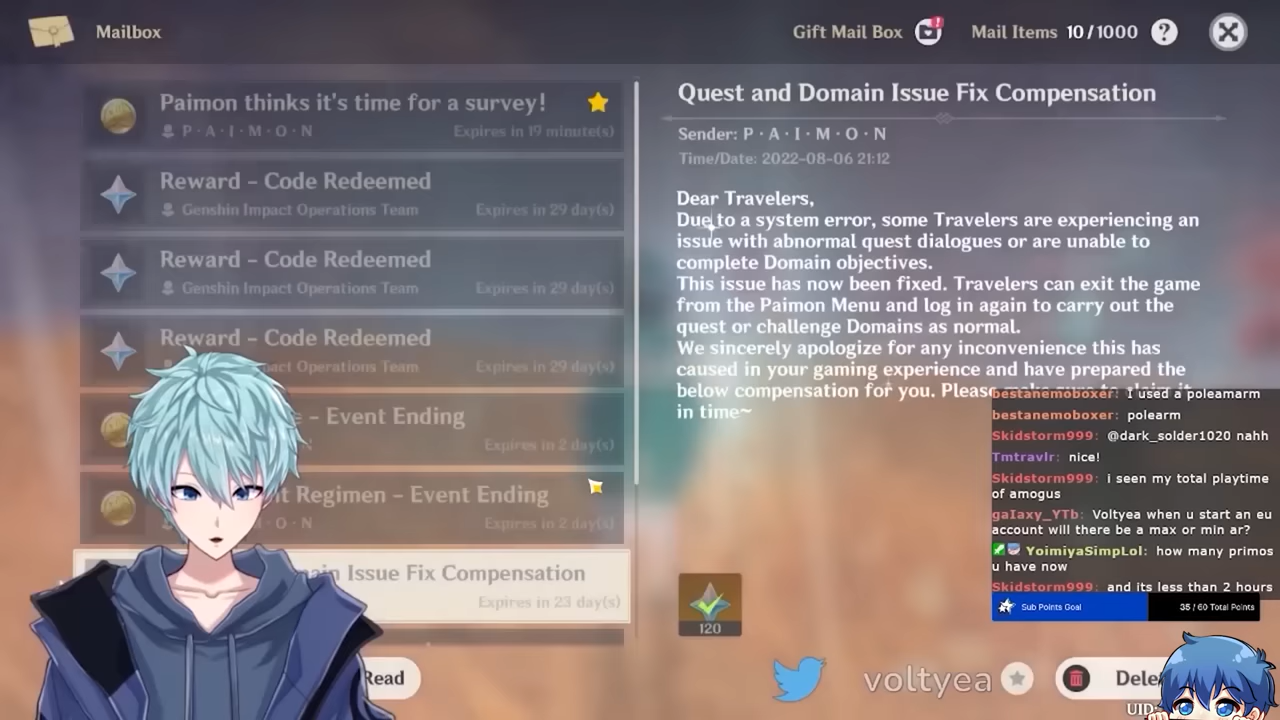 Mailbox
Gift Mail Box
Mail Items 10/1000
?
Paimon thinks it's time for a survey!
P·A·I·M·O·N
Expires in 19 minute(s)
Reward – Code Redeemed
Genshin Impact Operations Team
Expires in 29 day(s)
Reward – Code Redeemed
Genshin Impact Operations Team
Expires in 29 day(s)
Reward – Code Redeemed
Operations Team
Expires in 29 day(s)
– Event Ending
Expires in 2 day(s)
Regimen – Event Ending
Expires in 2 day(s)
Issue Fix Compensation
Expires in 23 day(s)
Read
Quest and Domain Issue Fix Compensation
Sender: P·A·I·M·O·N
Time/Date: 2022-08-06 21:12
Dear Travelers,
Due to a system error, some Travelers are experiencing an
issue with abnormal quest dialogues or are unable to
complete Domain objectives.
This issue has now been fixed. Travelers can exit the game
from the Paimon Menu and log in again to carry out the
quest or challenge Domains as normal.
We sincerely apologize for any inconvenience this has
caused in your gaming experience and have prepared the
below compensation for you. Please make sure to claim it
in time~
120
bestanemoboxer: I used a poleamarm
bestanemoboxer: polearm
Skidstorm999: @dark_solder1020 nahh
Tmtravlr: nice!
Skidstorm999: i seen my total playtime
of amogus
gaIaxy_YTb: Voltyea when u start an eu
account will there be a max or min ar?
YoimiyaSimpLol: how many primos
u have now
Skidstorm999: and its less than 2 hours
Sub Points Goal
35 / 60 Total Points
voltyea
UID